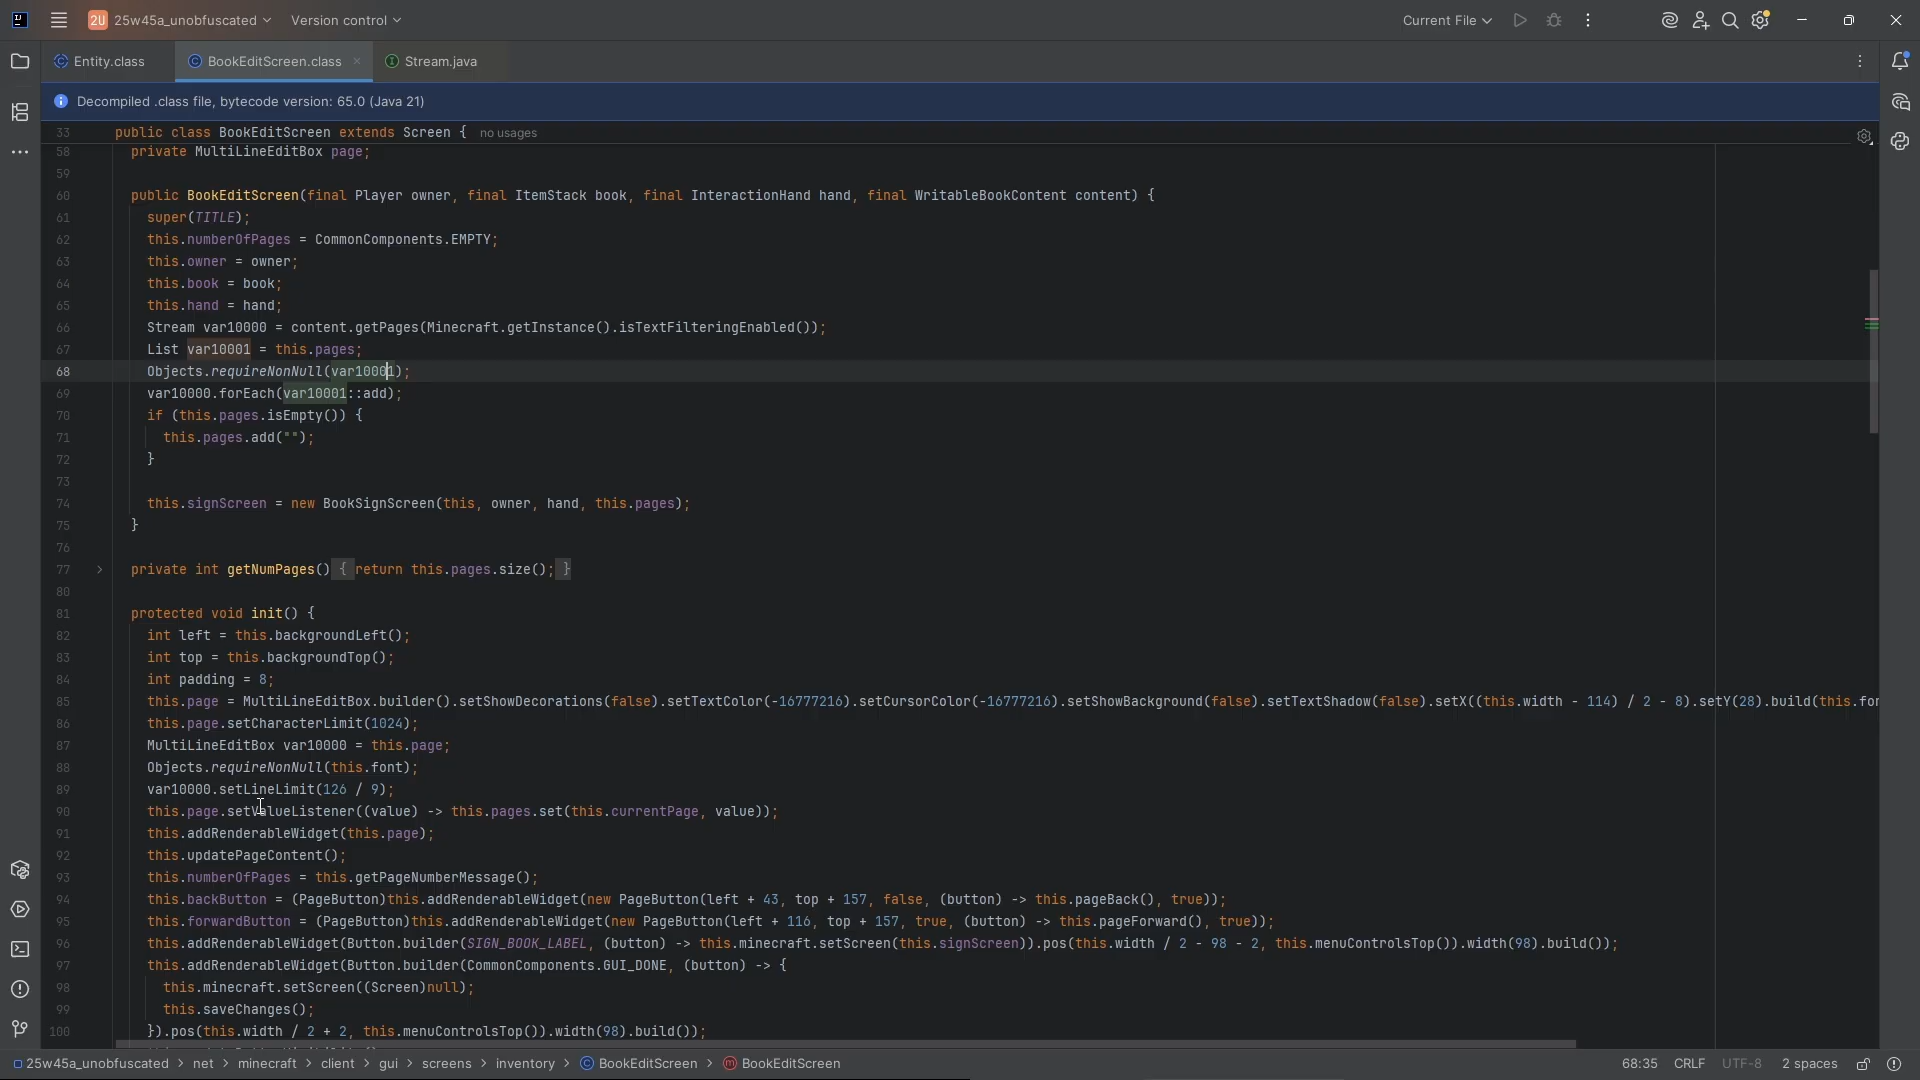 2U 25w45a_unobfuscated Version control Current File
Entity.class BookEditScreen.class Stream.java
Decompiled .class file, bytecode version: 65.0 (Java 21)
33 public class BookEditScreen extends Screen { no usages
58 private MultiLineEditBox page;
59
60 public BookEditScreen(final Player owner, final ItemStack book, final InteractionHand hand, final WritableBookContent content) {
61 super(TITLE);
62 this.numberOfPages = CommonComponents.EMPTY;
63 this.owner = owner;
64 this.book = book;
65 this.hand = hand;
66 Stream var10000 = content.getPages(Minecraft.getInstance().isTextFilteringEnabled());
67 List var10001 = this.pages;
68 Objects.requireNonNull(var10001);
69 var10000.forEach(var10001::add);
70 if (this.pages.isEmpty()) {
71 this.pages.add("");
72 }
73
74 this.signScreen = new BookSignScreen(this, owner, hand, this.pages);
75 }
76
77 private int getNumPages() { return this.pages.size(); }
80
81 protected void init() {
82 int left = this.backgroundLeft();
83 int top = this.backgroundTop();
84 int padding = 8;
85 this.page = MultiLineEditBox.builder().setShowDecorations(false).setTextColor(-16777216).setCursorColor(-16777216).setShowBackground(false).setTextShadow(false).setX((this.width - 114) / 2 - 8).setY(28).build(this.for
86 this.page.setCharacterLimit(1024);
87 MultiLineEditBox var10000 = this.page;
88 Objects.requireNonNull(this.font);
89 var10000.setLineLimit(126 / 9);
90 this.page.setValueListener((value) -> this.pages.set(this.currentPage, value));
91 this.addRenderableWidget(this.page);
92 this.updatePageContent();
93 this.numberOfPages = this.getPageNumberMessage();
94 this.backButton = (PageButton)this.addRenderableWidget(new PageButton(left + 43, top + 157, false, (button) -> this.pageBack(), true));
95 this.forwardButton = (PageButton)this.addRenderableWidget(new PageButton(left + 116, top + 157, true, (button) -> this.pageForward(), true));
96 this.addRenderableWidget(Button.builder(SIGN_BOOK_LABEL, (button) -> this.minecraft.setScreen(this.signScreen)).pos(this.width / 2 - 98 - 2, this.menuControlsTop()).width(98).build());
97 this.addRenderableWidget(Button.builder(CommonComponents.GUI_DONE, (button) -> {
98 this.minecraft.setScreen((Screen)null);
99 this.saveChanges();
100 }).pos(this.width / 2 + 2, this.menuControlsTop()).width(98).build());
25w45a_unobfuscated > net > minecraft > client > gui > screens > inventory > BookEditScreen > BookEditScreen 68:35 CRLF UTF-8 2 spaces